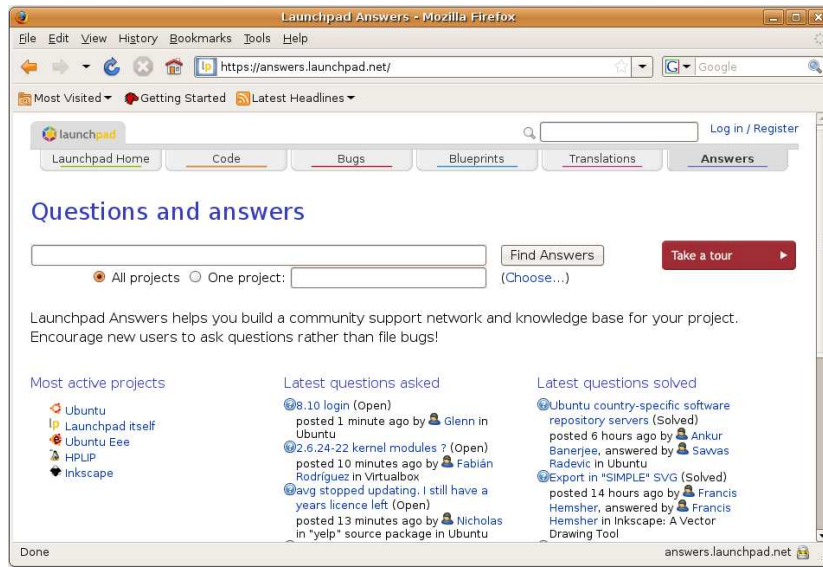 Launchpad Answers - Mozilla Firefox
File Edit View History Bookmarks Tools Help
lp https://answers.launchpad.net/ G Google
Most Visited Getting Started Latest Headlines
launchpad Log in / Register
Launchpad Home Code Bugs Blueprints Translations Answers
Questions and answers
Find Answers Take a tour
All projects One project: (Choose...)
Launchpad Answers helps you build a community support network and knowledge base for your project.
Encourage new users to ask questions rather than file bugs!
Most active projects
Ubuntu
lp Launchpad itself
Ubuntu Eee
HPLIP
Inkscape
Latest questions asked
8.10 login (Open)
posted 1 minute ago by Glenn in
Ubuntu
2.6.24-22 kernel modules ? (Open)
posted 10 minutes ago by Fabián
Rodríguez in Virtualbox
avg stopped updating. I still have a
years licence left (Open)
posted 13 minutes ago by Nicholas
in "yelp" source package in Ubuntu
Latest questions solved
Ubuntu country-specific software
repository servers (Solved)
posted 6 hours ago by Ankur
Banerjee, answered by Savvas
Radevic in Ubuntu
Export in "SIMPLE" SVG (Solved)
posted 14 hours ago by Francis
Hemsher, answered by Francis
Hemsher in Inkscape: A Vector
Drawing Tool
Done answers.launchpad.net